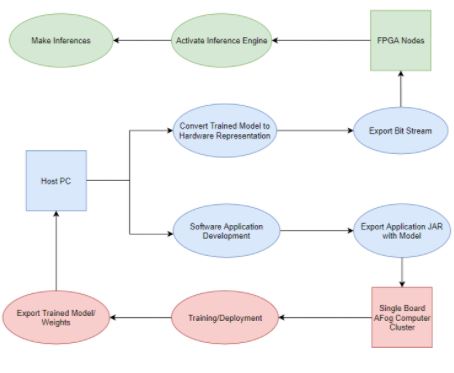 Make Inferences
Activate Inference Engine
FPGA Nodes
Convert Trained Model to
Hardware Representation
Export Bit Stream
Host PC
Software Application
Development
Export Application JAR
with Model
Export Trained Model/
Weights
Training/Deployment
Single Board
AFog Computer
Cluster